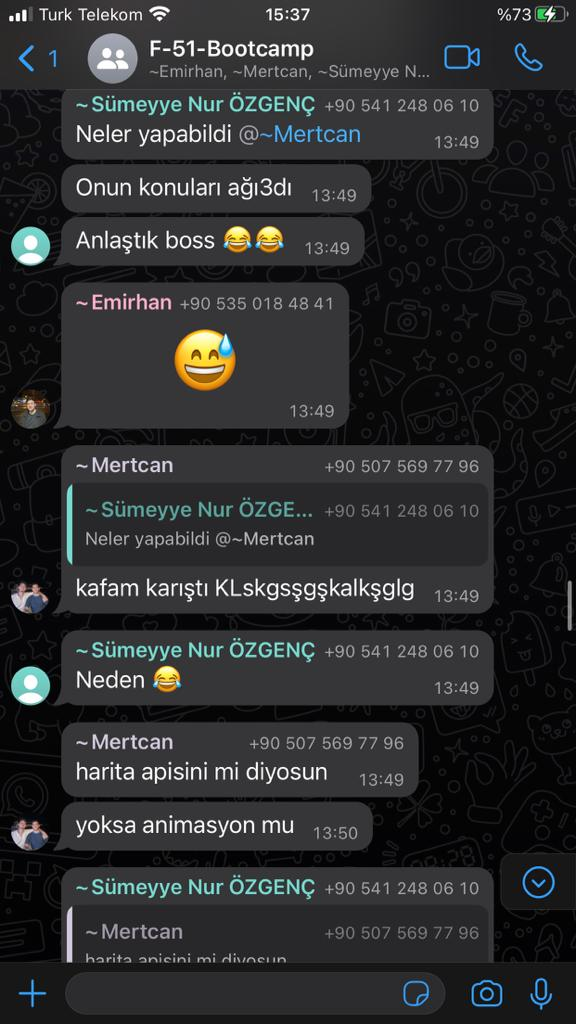 Turk Telekom 15:37 %73
1 F-51-Bootcamp
~Emirhan, ~Mertcan, ~Sümeyye N...
~Sümeyye Nur ÖZGENÇ +90 541 248 06 10
Neler yapabildi @~Mertcan 13:49
Onun konuları ağı3dı 13:49
Anlaştık boss 😂😂 13:49
~Emirhan +90 535 018 48 41
😅
13:49
~Mertcan +90 507 569 77 96
~Sümeyye Nur ÖZGE... +90 541 248 06 10
Neler yapabildi @~Mertcan
kafam karıştı KLskgsşgşkalkşglg 13:49
~Sümeyye Nur ÖZGENÇ +90 541 248 06 10
Neden 😂 13:49
~Mertcan +90 507 569 77 96
harita apisini mi diyosun 13:49
yoksa animasyon mu 13:50
~Sümeyye Nur ÖZGENÇ +90 541 248 06 10
~Mertcan +90 507 569 77 96
harita apisini mi diyosun